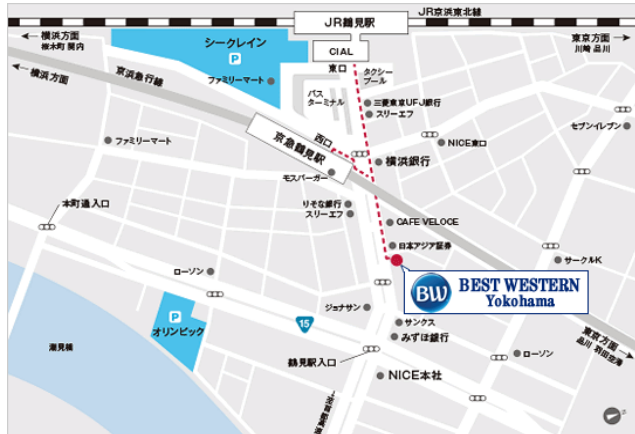 JR京浜東北線
JR鶴見駅
横浜方面
桜木町 関内
東京方面
川崎 品川
シークレイン
P
CIAL
東口
タクシー
プール
横浜方面
京浜急行線
ファミリーマート
バス
ターミナル
三菱東京UFJ銀行
スリーエフ
セブンイレブン
西口
京急鶴見駅
ファミリーマート
NICE東口
横浜銀行
モスバーガー
りそな銀行
スリーエフ
本町通入口
CAFE VELOCE
日本アジア証券
サークルK
ローソン
BW
BEST WESTERN
Yokohama
P
オリンピック
ジョナサン
15
サンクス
みずほ銀行
東京方面
品川 羽田空港
潮見橋
鶴見駅入口
ローソン
NICE本社